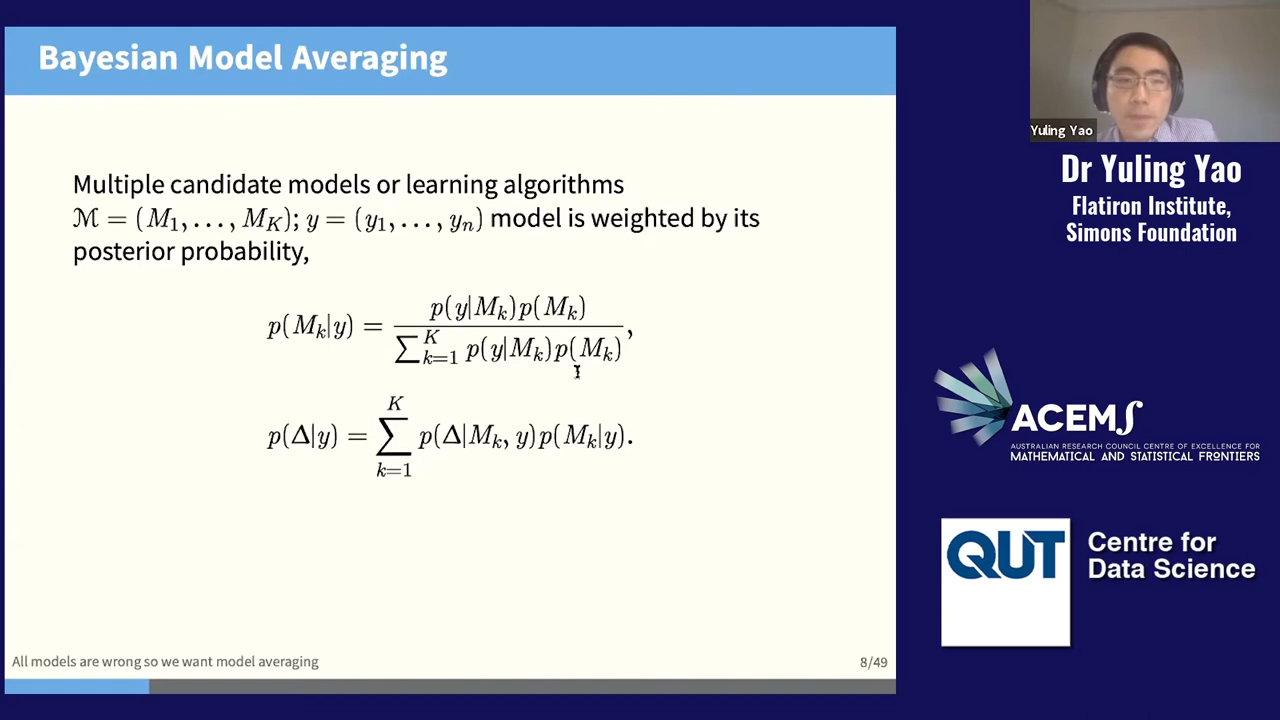 Bayesian Model Averaging
Multiple candidate models or learning algorithms
ℳ = (M₁, . . . , M_K); y = (y₁, . . . , yₙ) model is weighted by its
posterior probability,
p(M_k|y) = \frac{p(y|M_k)p(M_k)}{\sum_{k=1}^{K} p(y|M_k)p(M_k)},
p(Δ|y) = \sum_{k=1}^{K} p(Δ|M_k, y)p(M_k|y).
All models are wrong so we want model averaging
8/49
Yuling Yao
Dr Yuling Yao
Flatiron Institute,
Simons Foundation
ACEMS
AUSTRALIAN RESEARCH COUNCIL CENTRE OF EXCELLENCE FOR
MATHEMATICAL AND STATISTICAL FRONTIERS
QUT
Centre for
Data Science